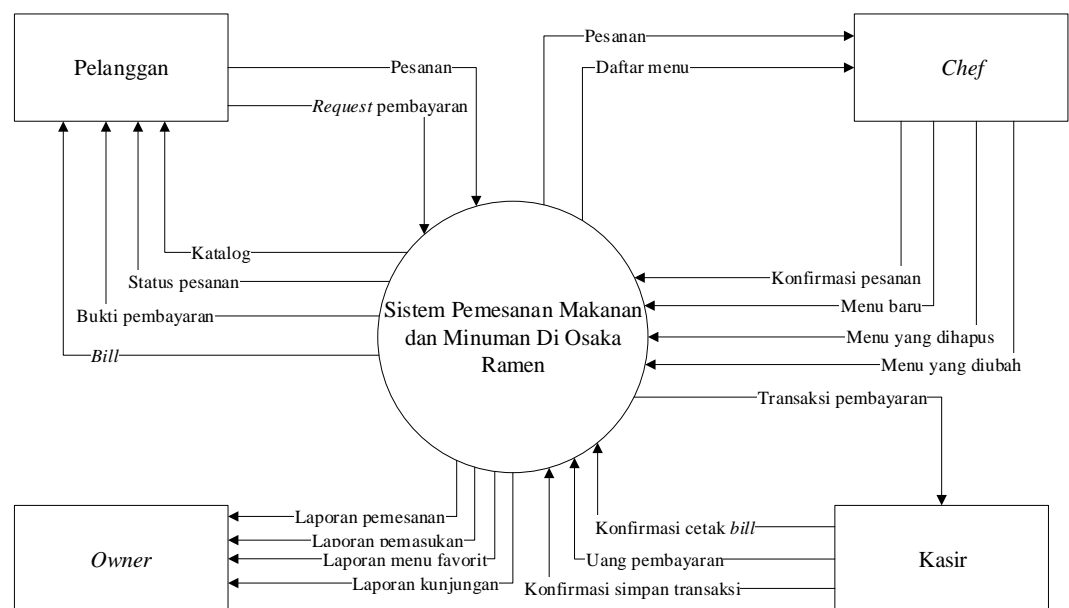 Pelanggan
Pesanan
Request pembayaran
Katalog
Status pesanan
Bukti pembayaran
Bill
Pesanan
Daftar menu
Chef
Konfirmasi pesanan
Menu baru
Menu yang dihapus
Menu yang diubah
Sistem Pemesanan Makanan
dan Minuman Di Osaka
Ramen
Transaksi pembayaran
Owner
Laporan pemesanan
Laporan pemasukan
Laporan menu favorit
Laporan kunjungan
Konfirmasi cetak bill
Uang pembayaran
Konfirmasi simpan transaksi
Kasir